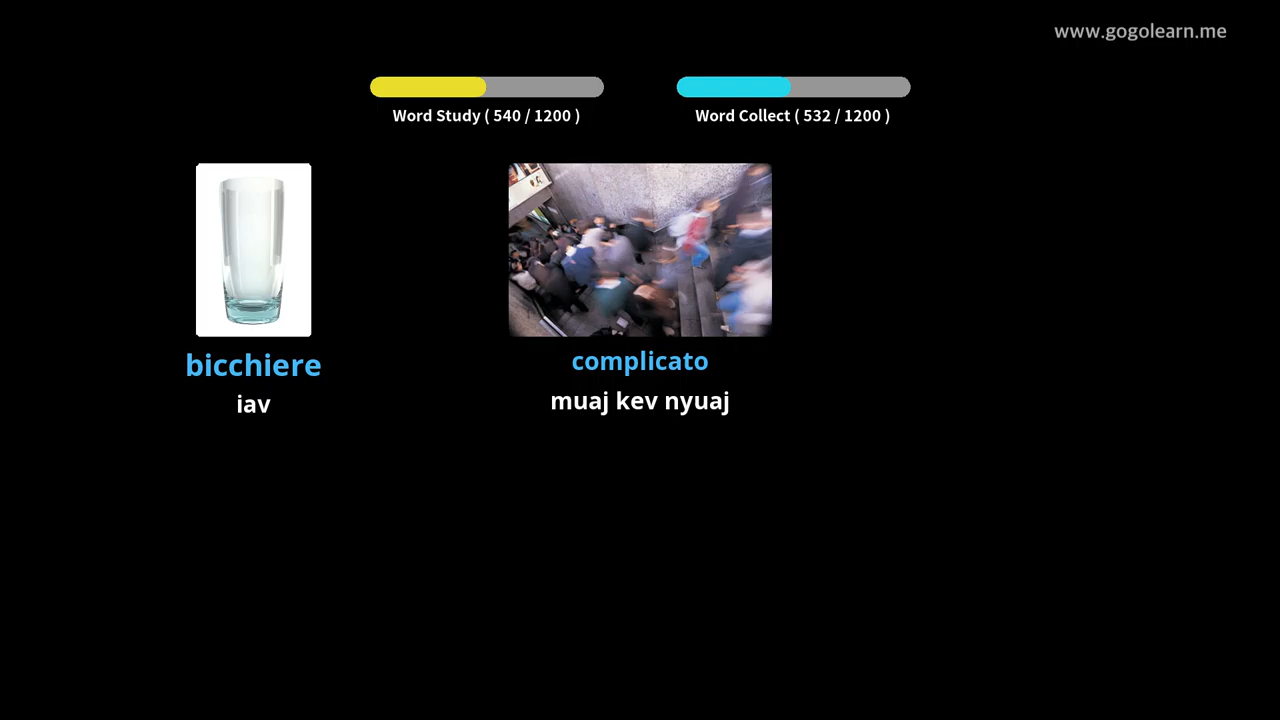 www.gogolearn.me
Word Study ( 540 / 1200 )
Word Collect ( 532 / 1200 )
bicchiere
iav
complicato
muaj kev nyuaj